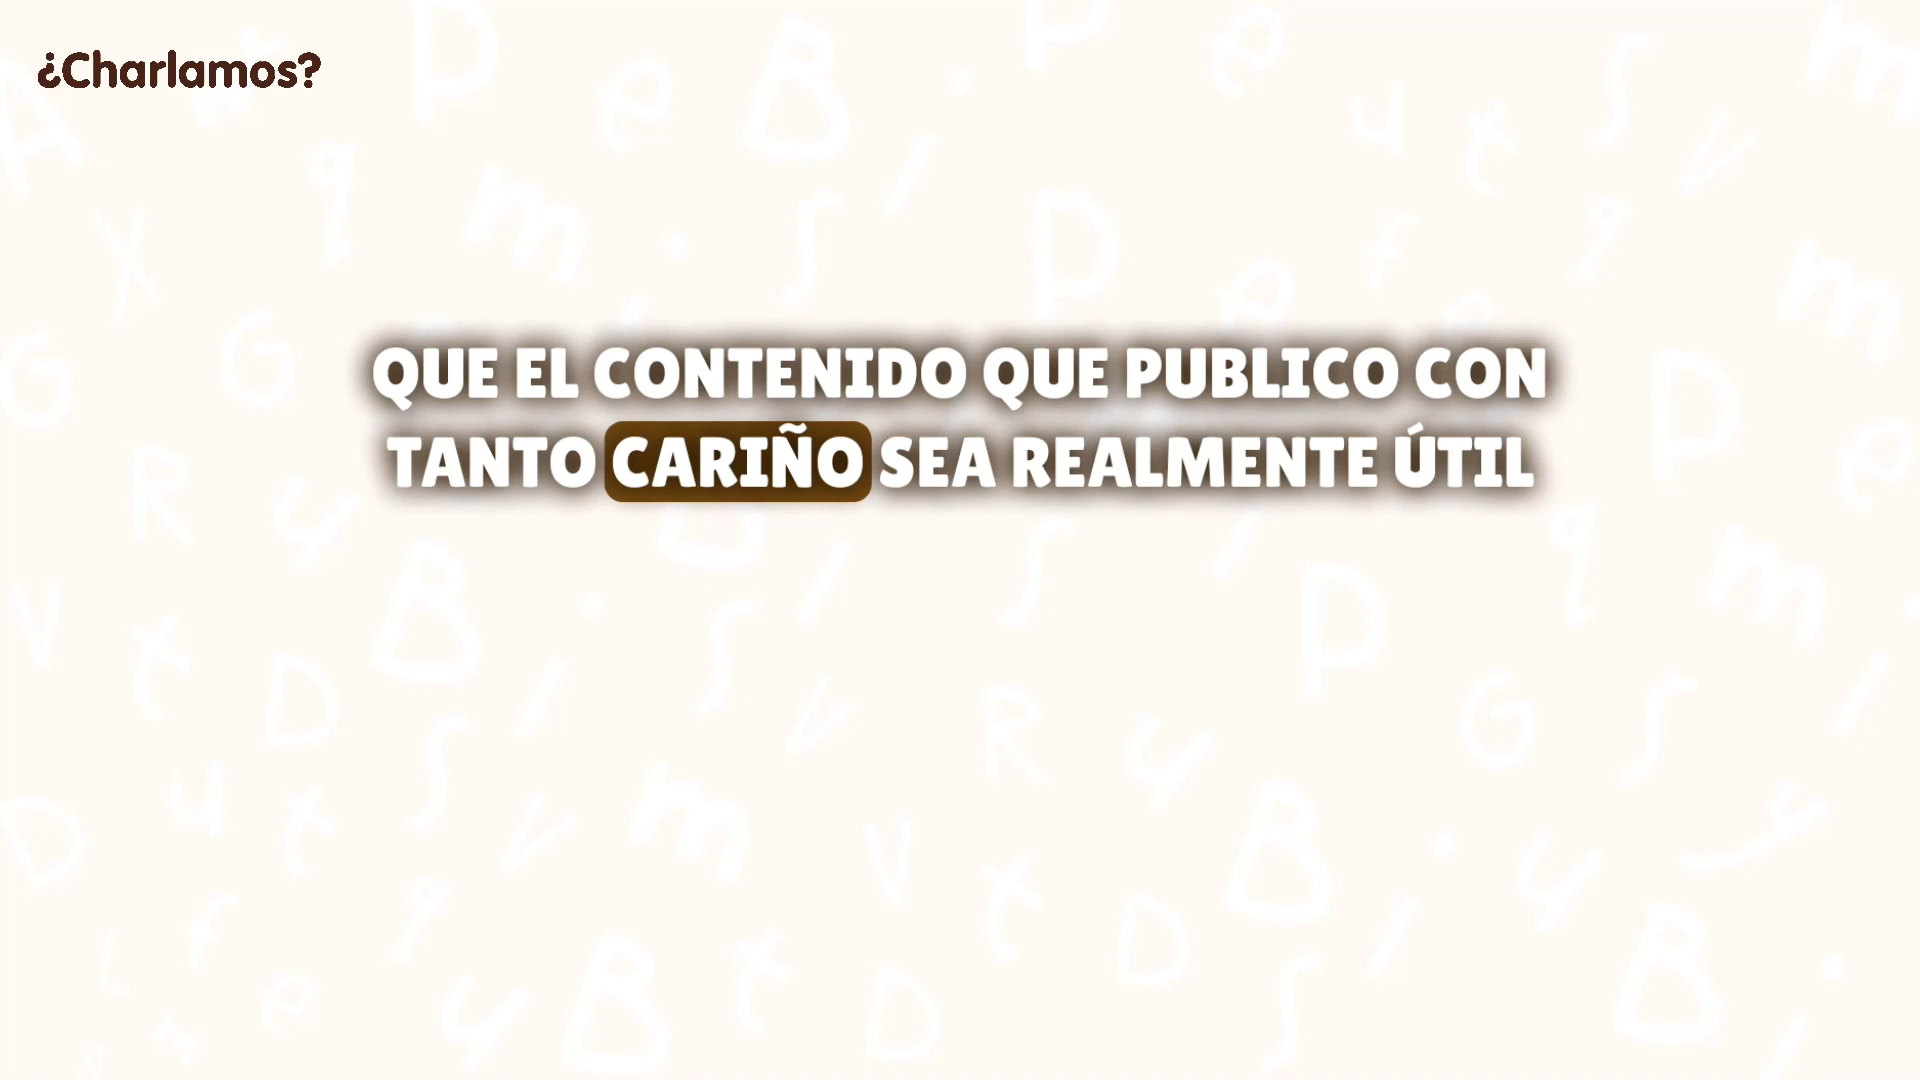 ¿Charlamos?
QUE EL CONTENIDO QUE PUBLICO CON
TANTO CARIÑO SEA REALMENTE ÚTIL